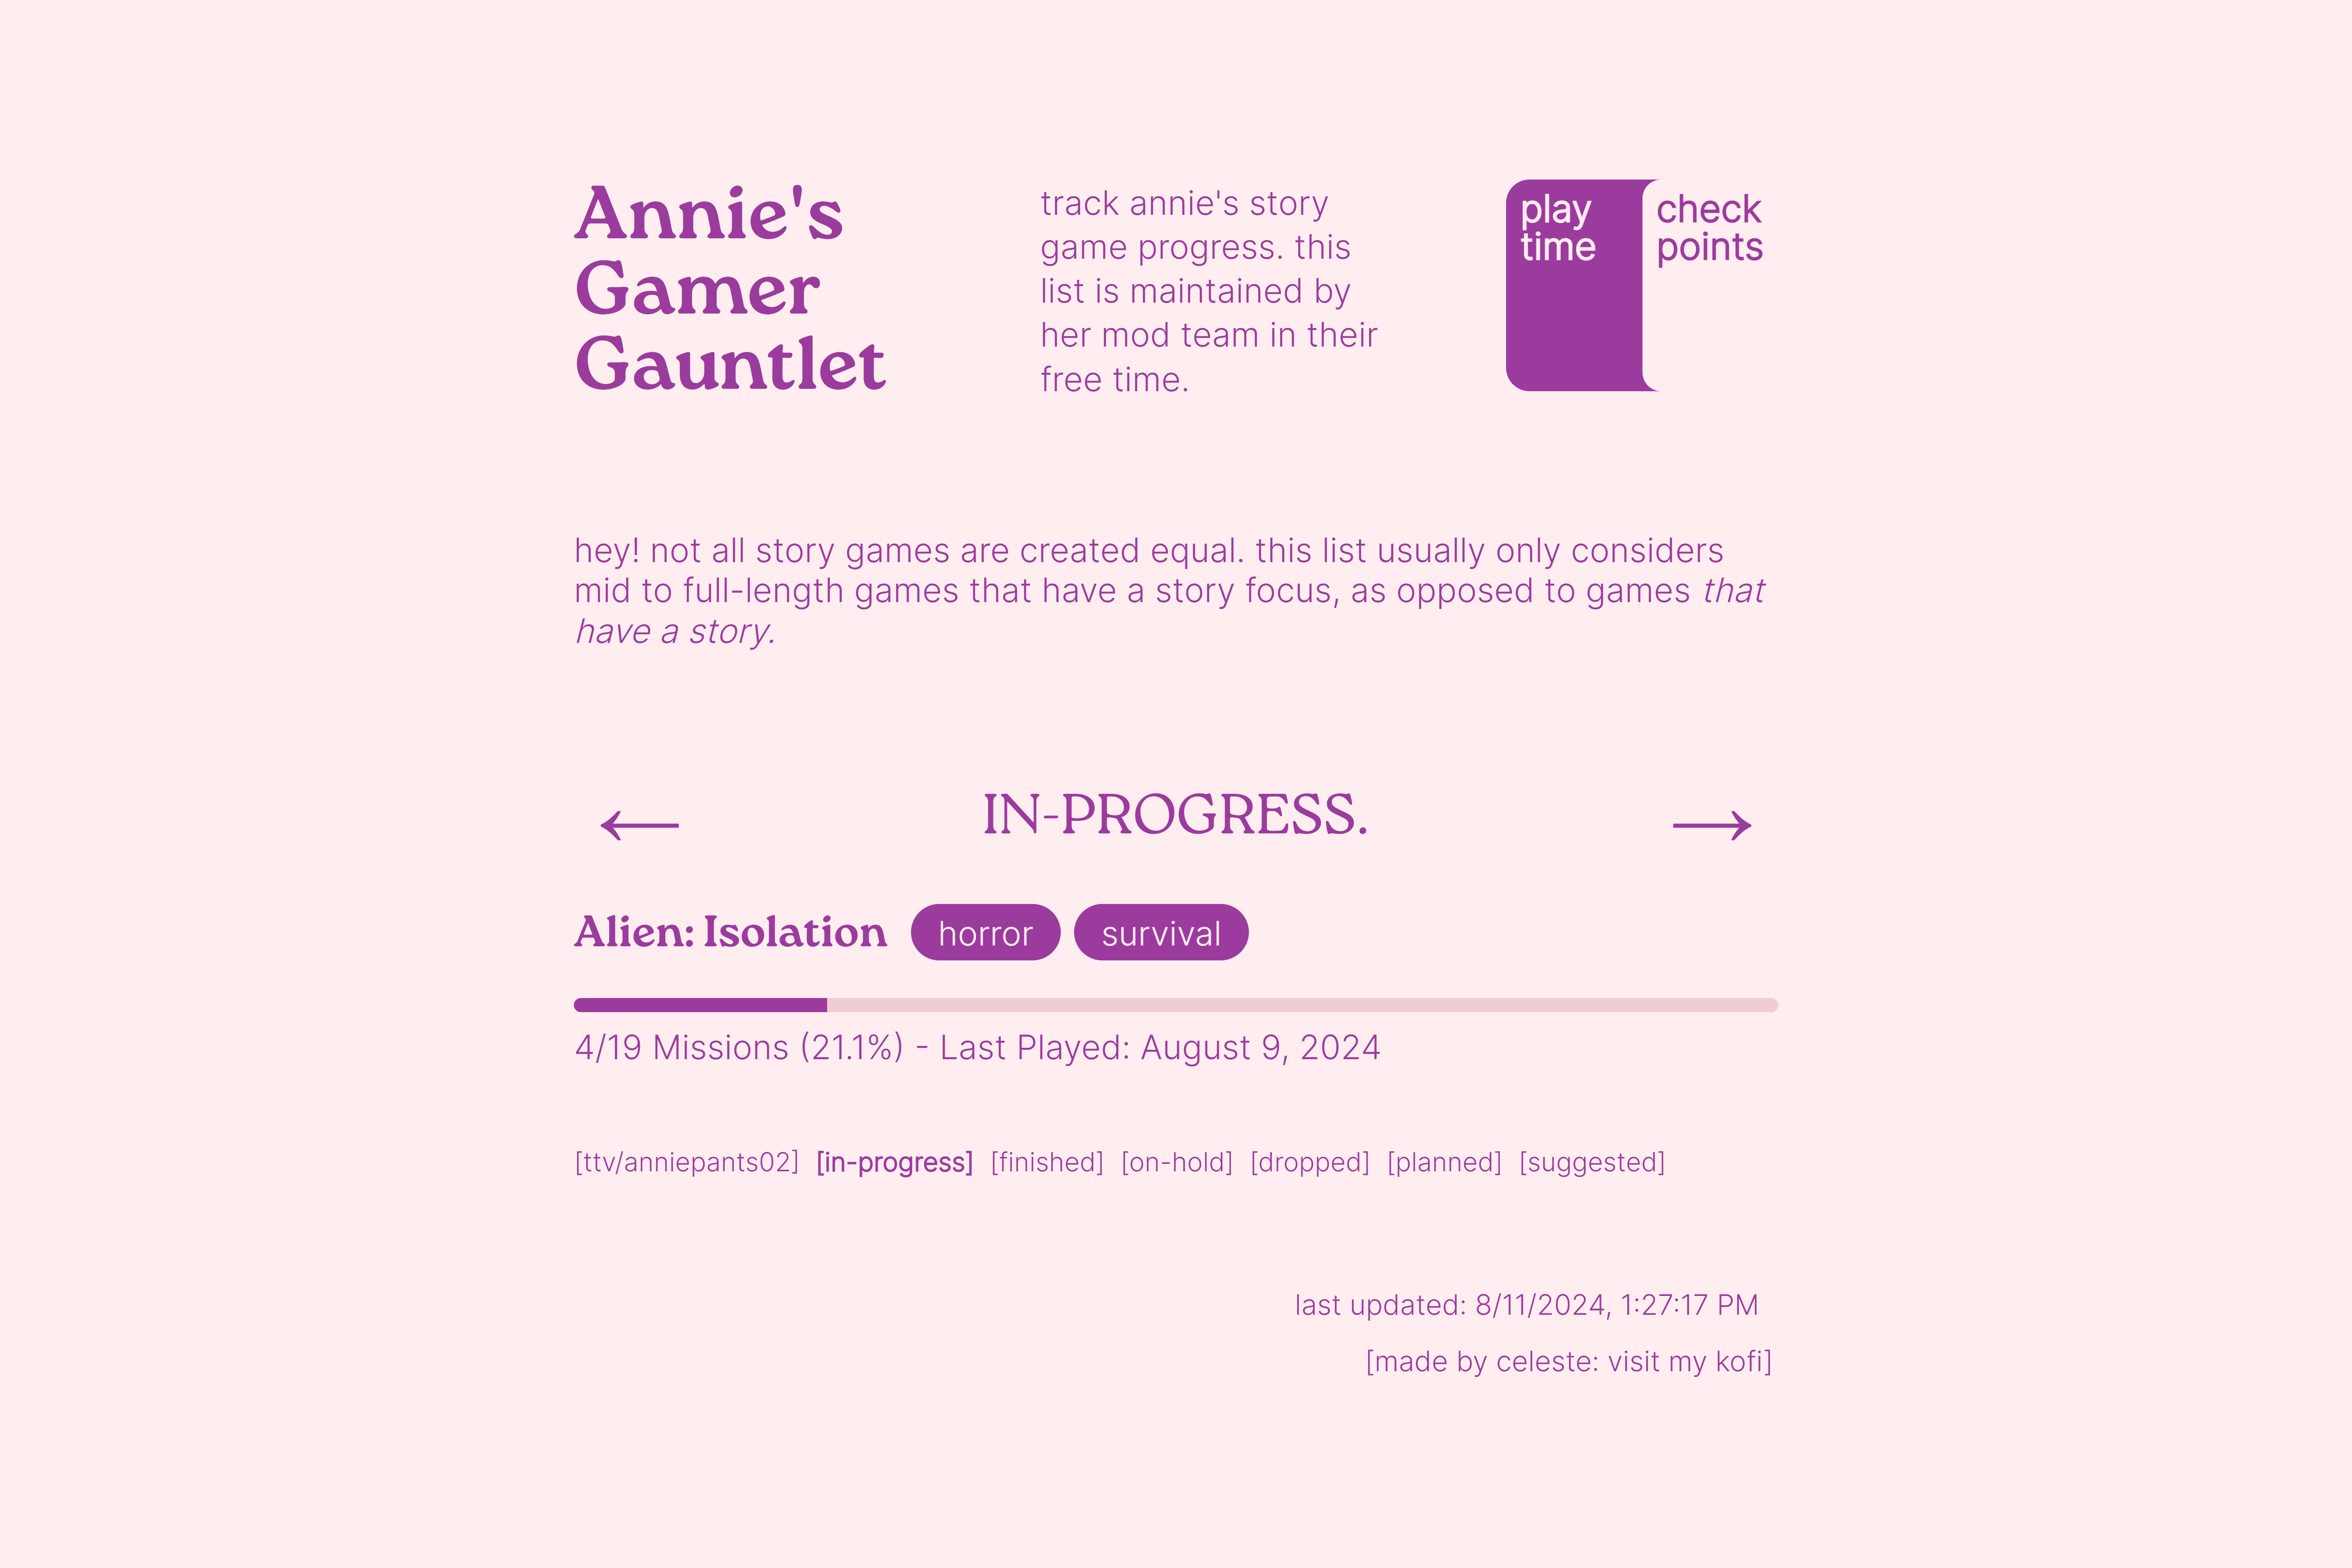 Annie's
Gamer
Gauntlet
track annie's story
game progress. this
list is maintained by
her mod team in their
free time.
play
time
check
points
hey! not all story games are created equal. this list usually only considers
mid to full-length games that have a story focus, as opposed to games that
have a story.
← IN-PROGRESS. →
Alien: Isolation horror survival
4/19 Missions (21.1%) - Last Played: August 9, 2024
[ttv/anniepants02] [in-progress] [finished] [on-hold] [dropped] [planned] [suggested]
last updated: 8/11/2024, 1:27:17 PM
[made by celeste: visit my kofi]